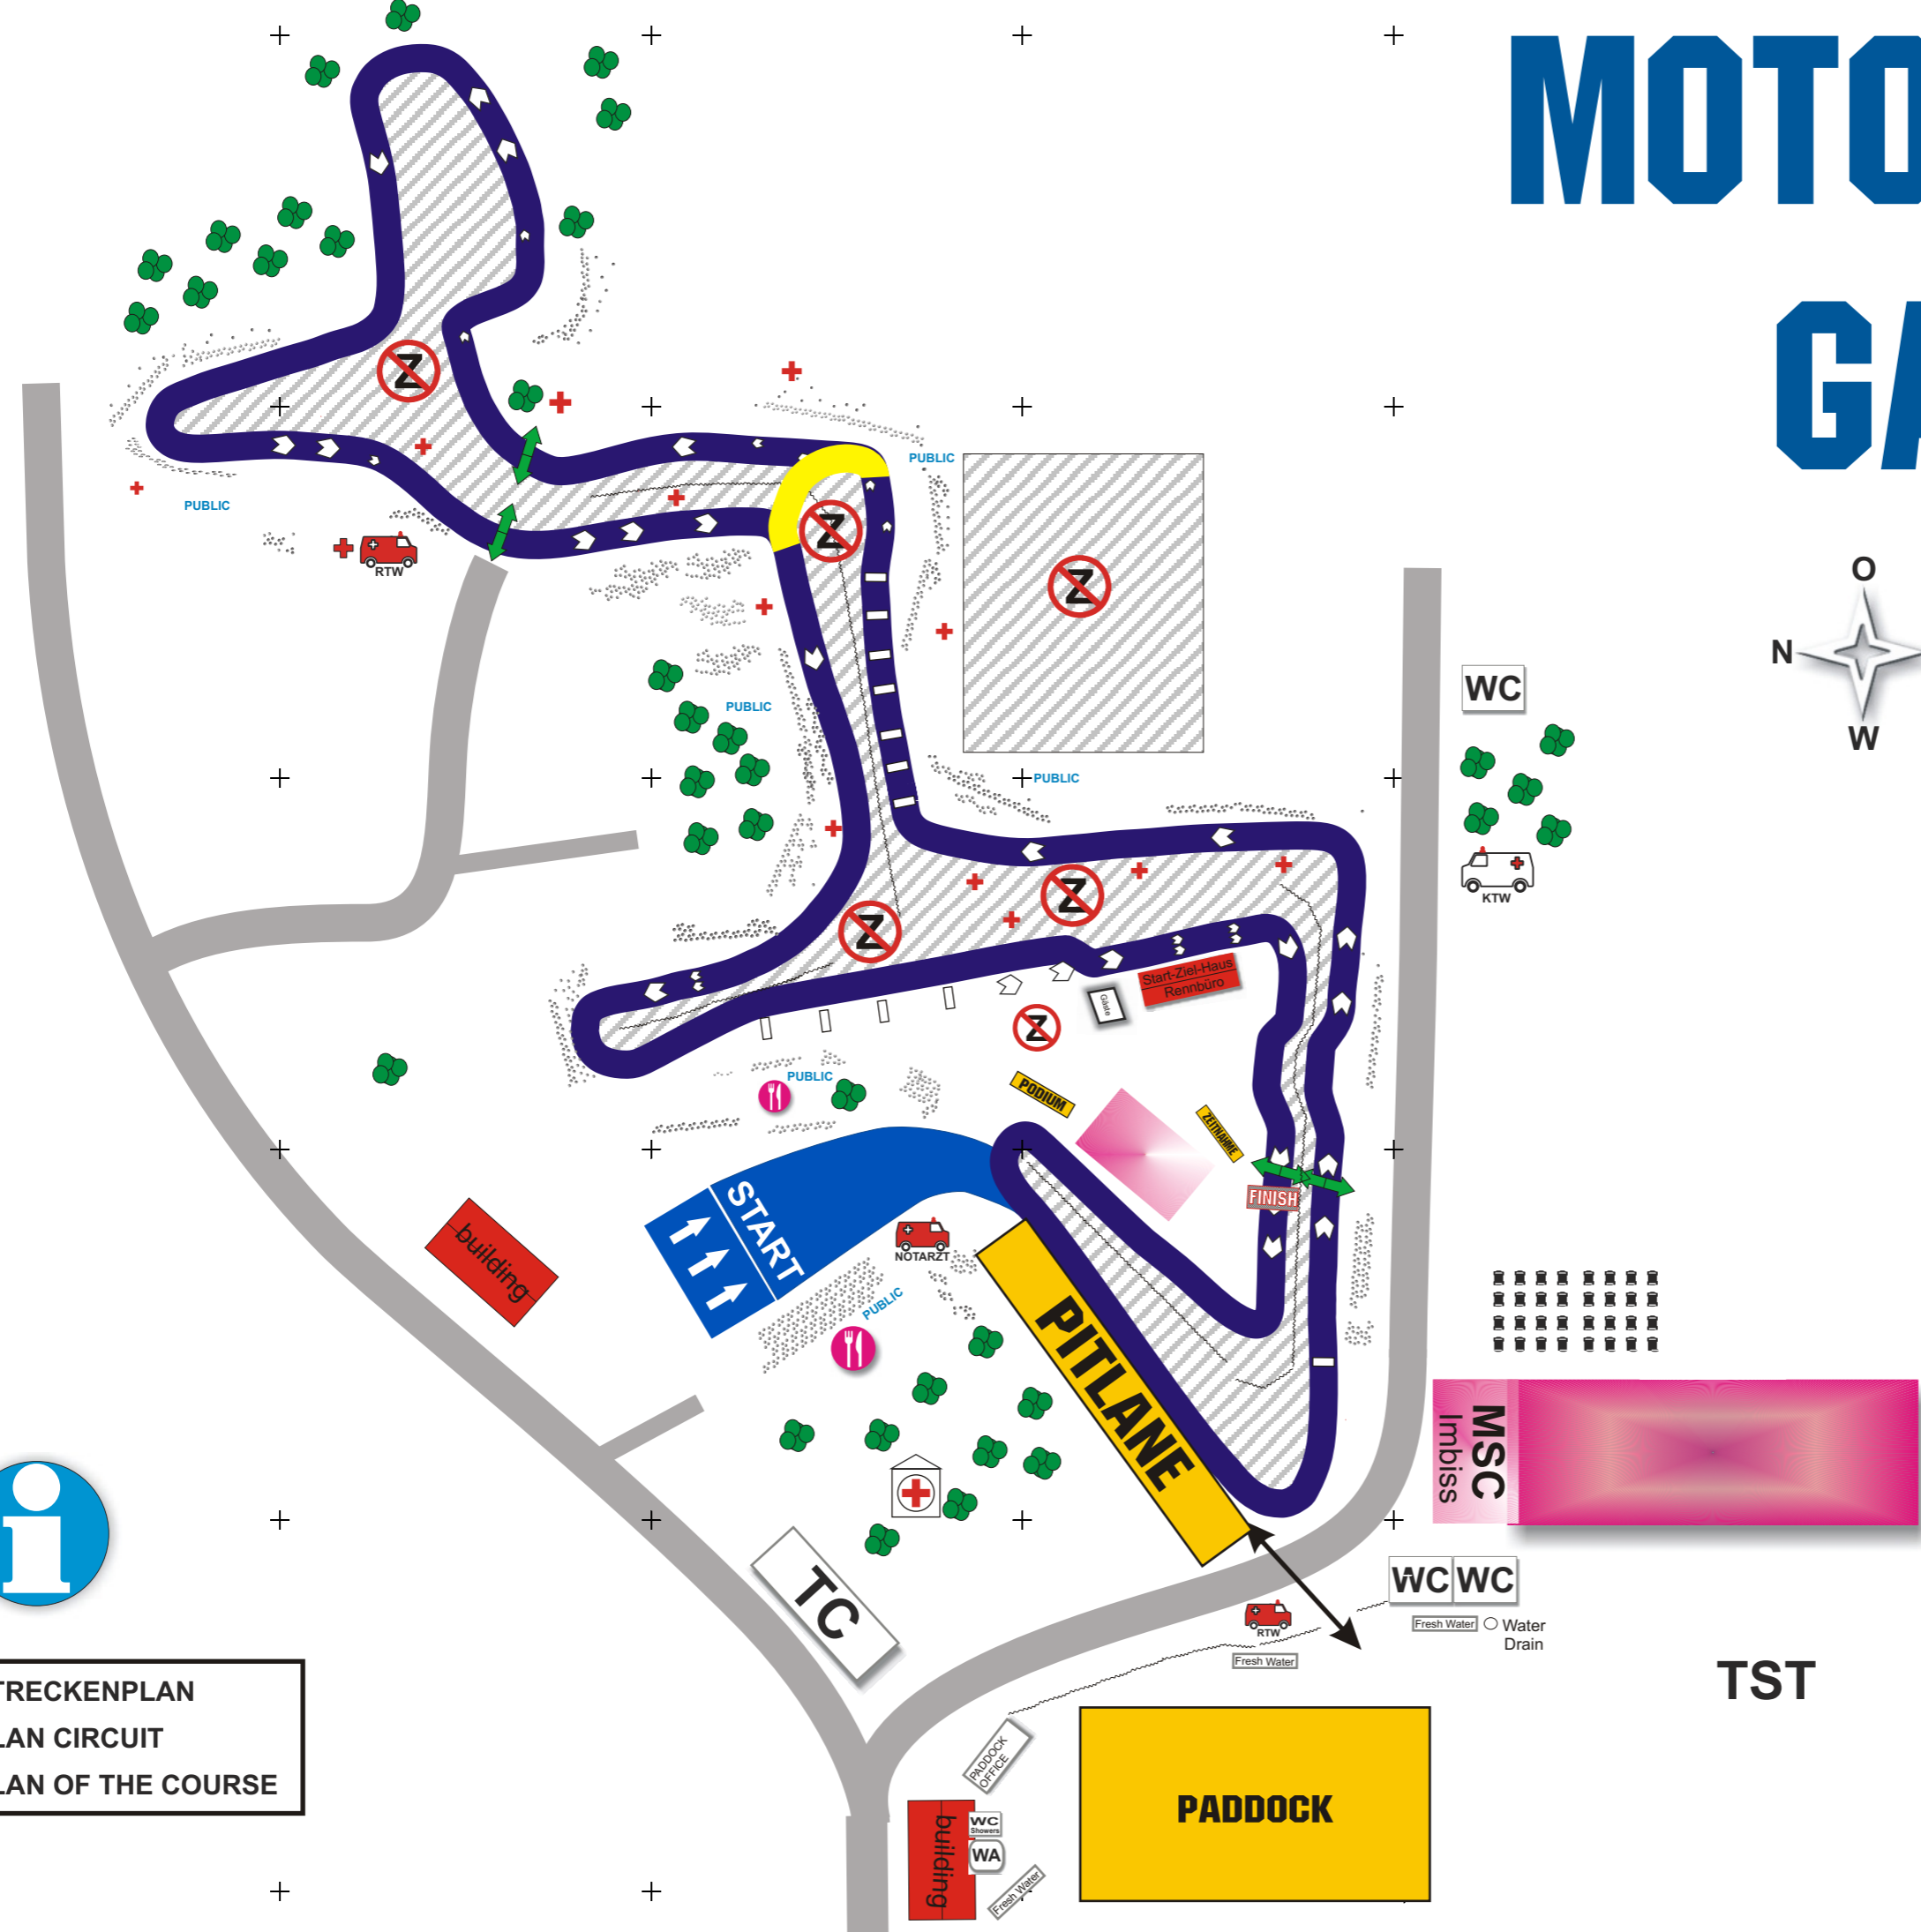 MOTO
GA
Z
PUBLIC
PUBLIC
RTW
Z
Z
O
N
W
WC
PUBLIC
PUBLIC
KTW
Z
Z
Start-Ziel-Haus
Rennbüro
Gäste
Z
PUBLIC
PODIUM
ZEITNAHME
FINISH
START
NOTARZT
PUBLIC
building
PITLANE
MSC
Imbiss
i
TC
WC WC
Fresh Water
Water
Drain
RTW
Fresh Water
TST
TRECKENPLAN
LAN CIRCUIT
LAN OF THE COURSE
PADDOCK
OFFICE
PADDOCK
building
WC
Showers
WA
Fresh Water